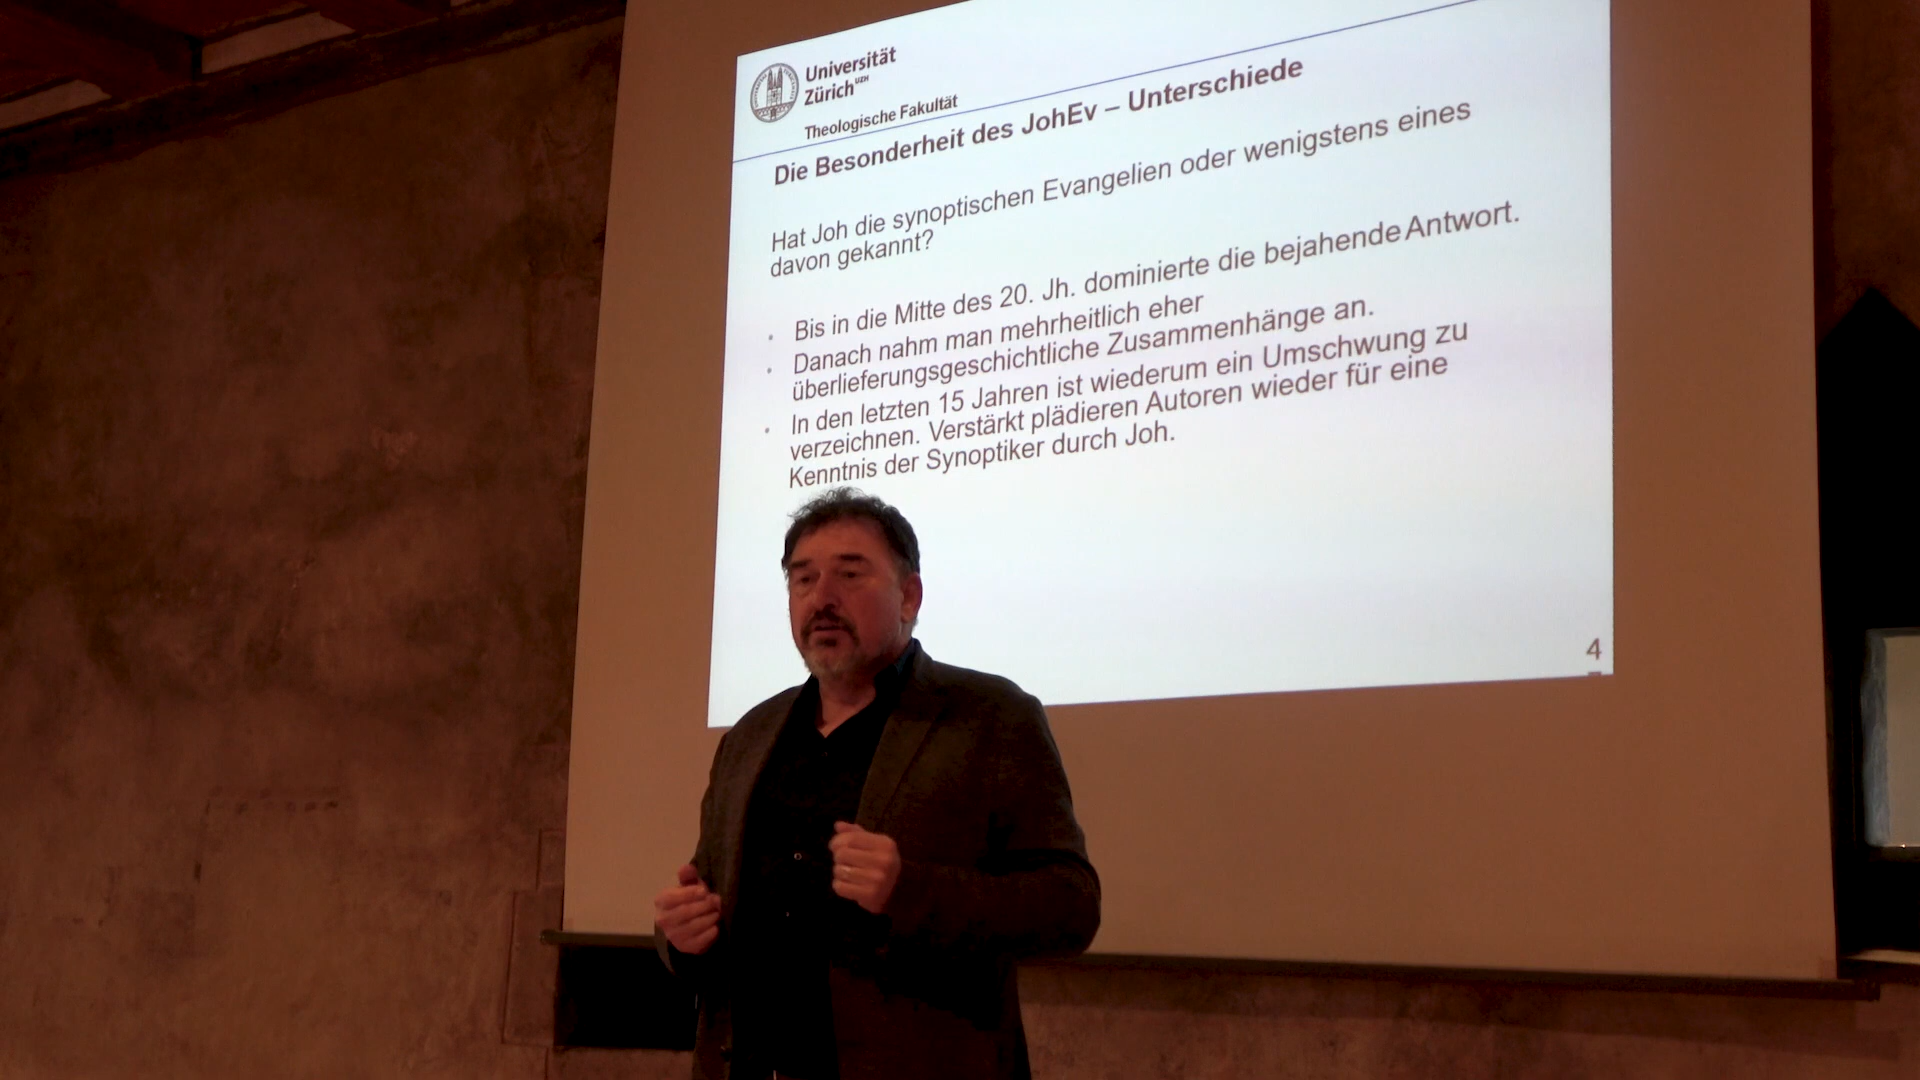 Universität
Zürich UZH
Theologische Fakultät
Die Besonderheit des JohEv – Unterschiede
Hat Joh die synoptischen Evangelien oder wenigstens eines
davon gekannt?
• Bis in die Mitte des 20. Jh. dominierte die bejahende Antwort.
• Danach nahm man mehrheitlich eher
überlieferungsgeschichtliche Zusammenhänge an.
• In den letzten 15 Jahren ist wiederum ein Umschwung zu
verzeichnen. Verstärkt plädieren Autoren wieder für eine
Kenntnis der Synoptiker durch Joh.
4